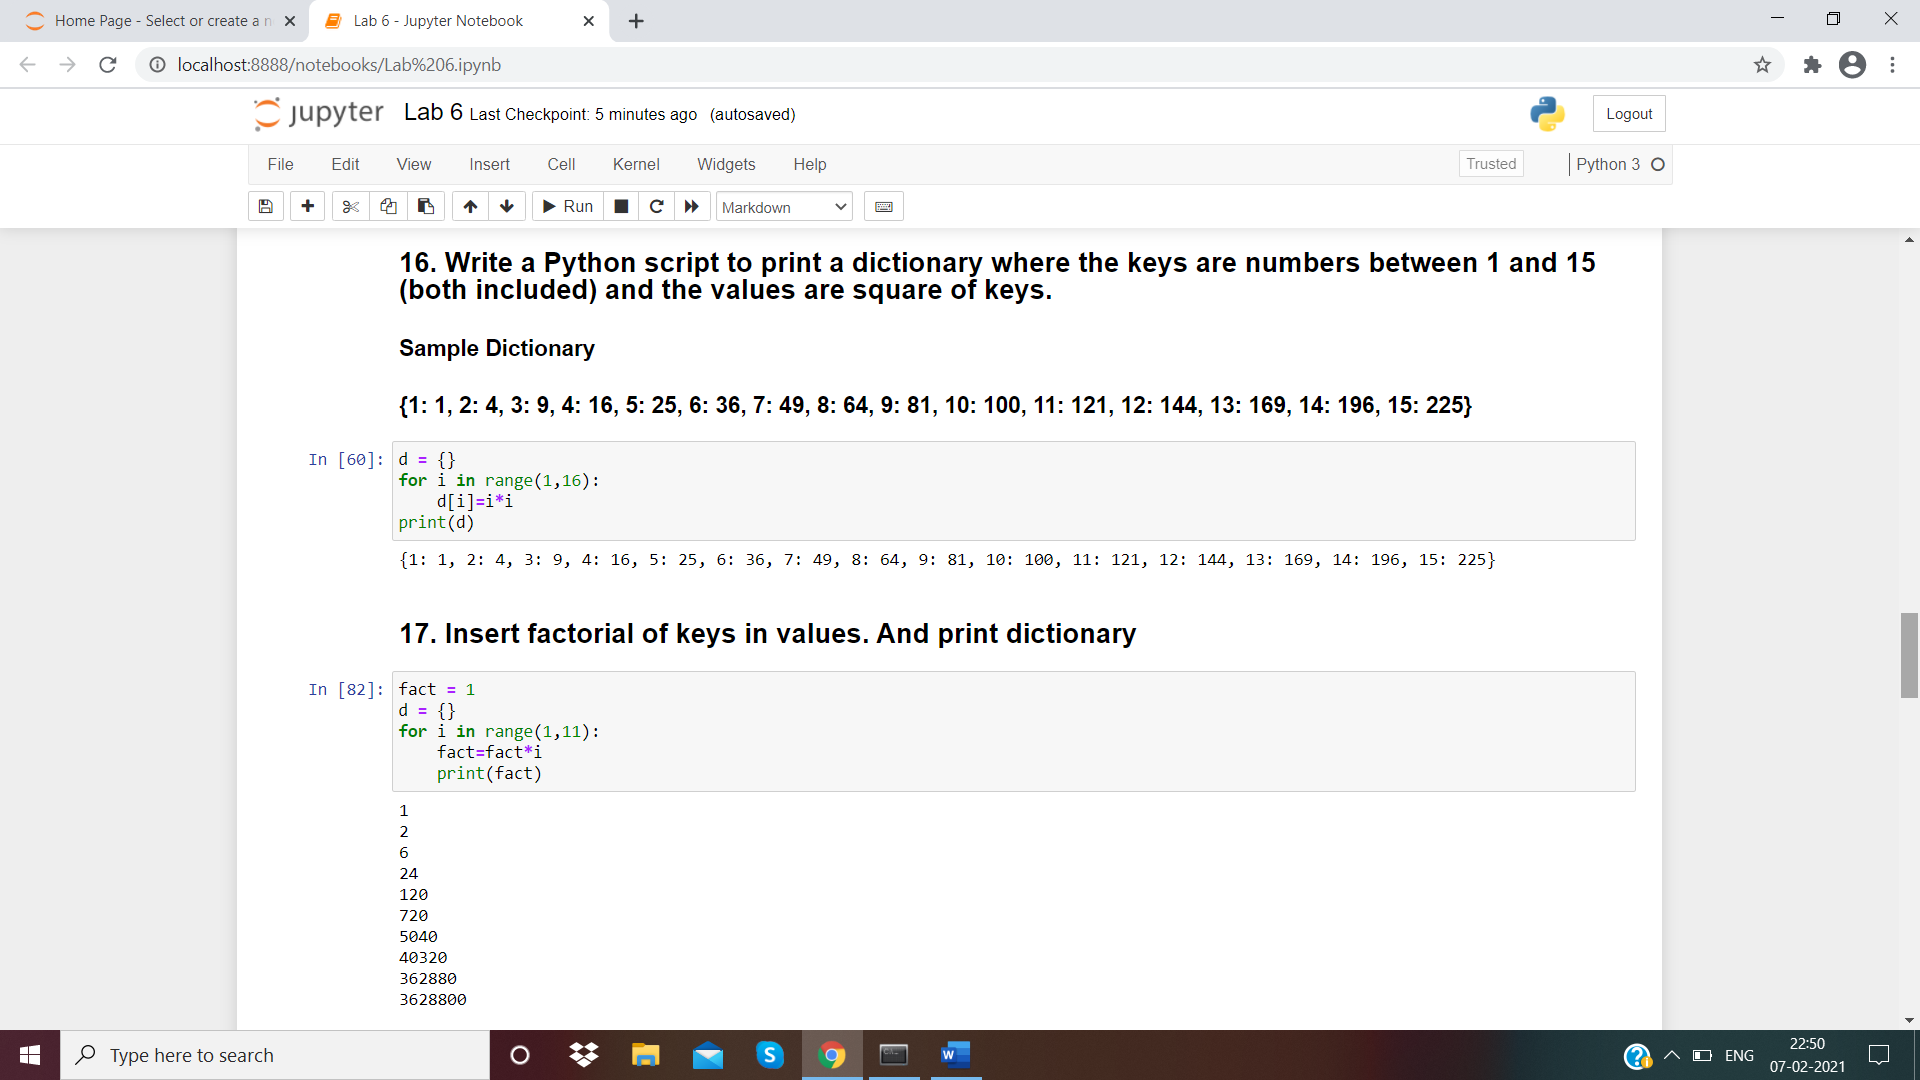 Home Page - Select or create a n
Lab 6 - Jupyter Notebook
localhost:8888/notebooks/Lab%206.ipynb
jupyter
Lab 6 Last Checkpoint: 5 minutes ago (autosaved)
Logout
File Edit View Insert Cell Kernel Widgets Help
Trusted
Python 3
Run
Markdown
16. Write a Python script to print a dictionary where the keys are numbers between 1 and 15
(both included) and the values are square of keys.
Sample Dictionary
{1: 1, 2: 4, 3: 9, 4: 16, 5: 25, 6: 36, 7: 49, 8: 64, 9: 81, 10: 100, 11: 121, 12: 144, 13: 169, 14: 196, 15: 225}
In [60]:
d = {}
for i in range(1,16):
    d[i]=i*i
print(d)
{1: 1, 2: 4, 3: 9, 4: 16, 5: 25, 6: 36, 7: 49, 8: 64, 9: 81, 10: 100, 11: 121, 12: 144, 13: 169, 14: 196, 15: 225}
17. Insert factorial of keys in values. And print dictionary
In [82]:
fact = 1
d = {}
for i in range(1,11):
    fact=fact*i
    print(fact)
1
2
6
24
120
720
5040
40320
362880
3628800
Type here to search
ENG
22:50
07-02-2021